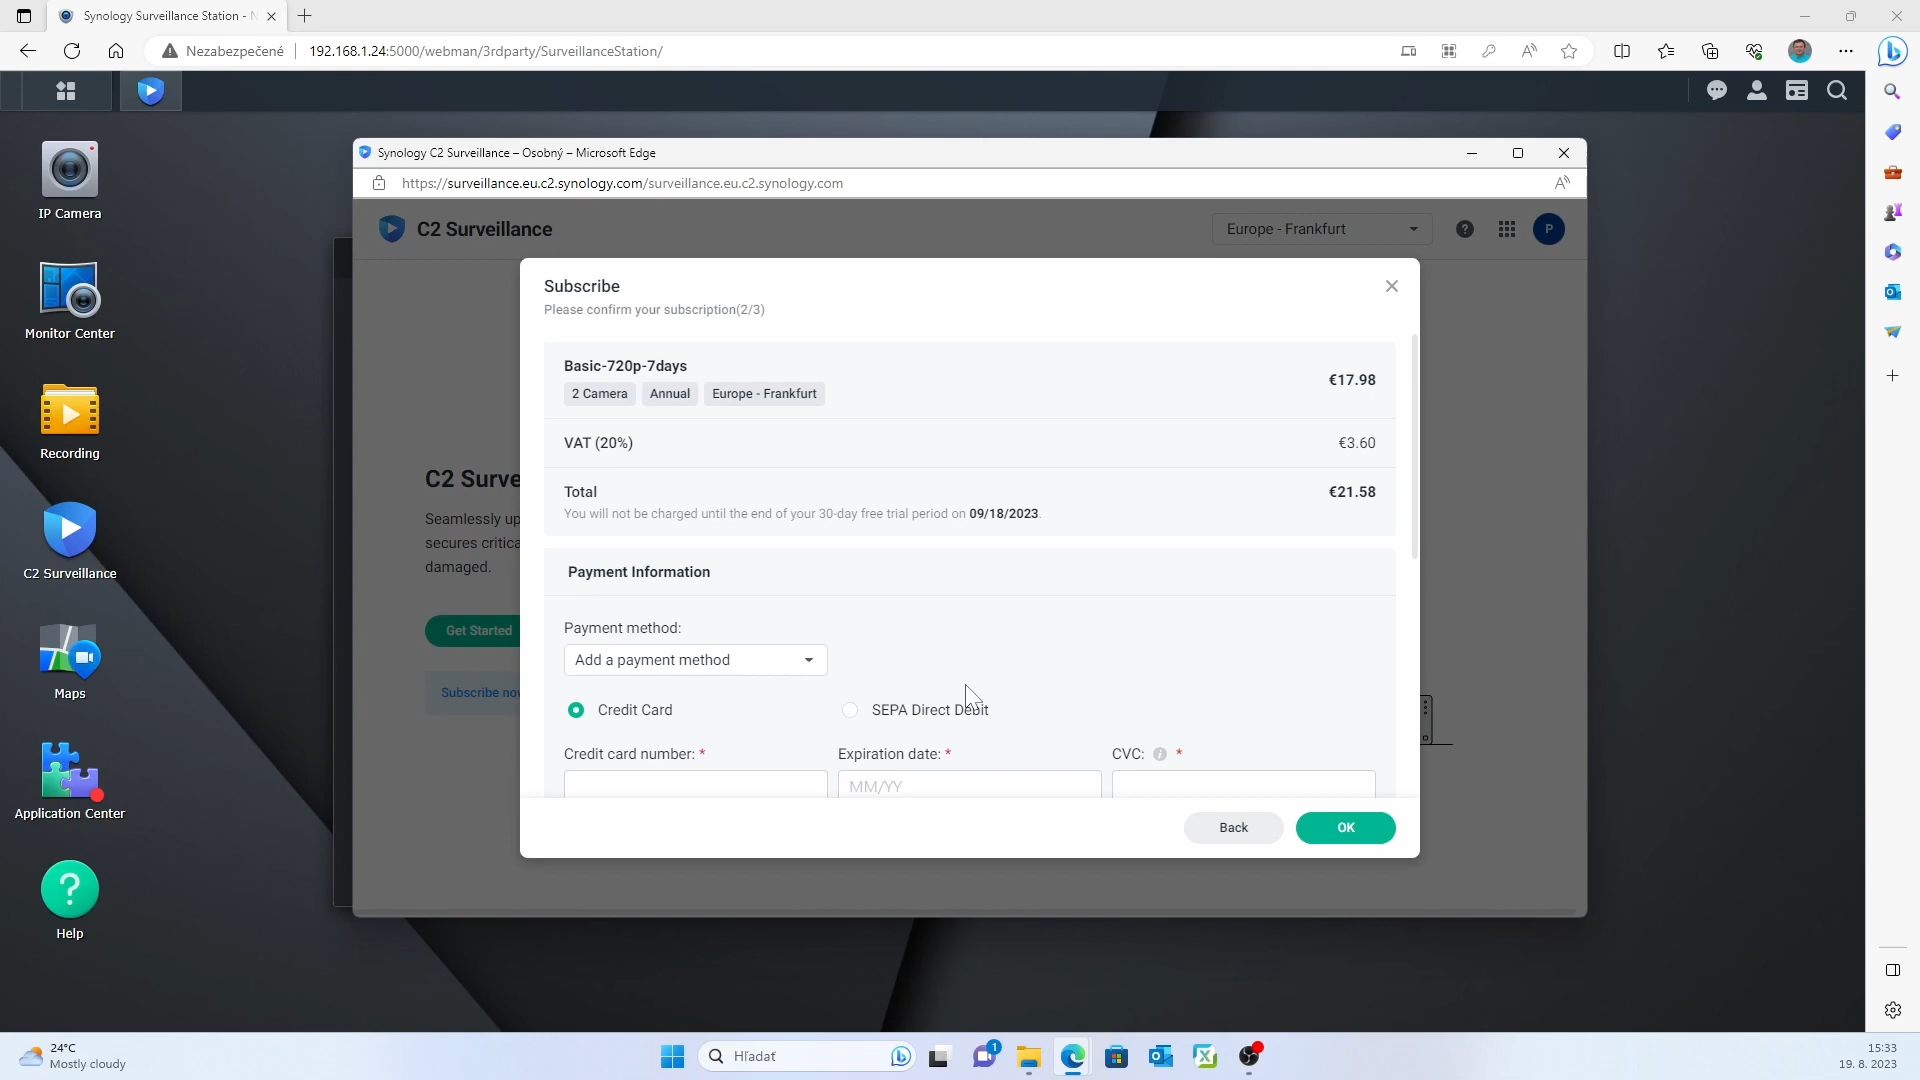 Synology Surveillance Station - N
Nezabezpečené
192.168.1.24:5000/webman/3rdparty/SurveillanceStation/
IP Camera
Monitor Center
Recording
C2 Surveillance
Maps
Application Center
Help
Synology C2 Surveillance – Osobný – Microsoft Edge
https://surveillance.eu.c2.synology.com/surveillance.eu.c2.synology.com
C2 Surveillance
Europe - Frankfurt
P
C2 Surve
Seamlessly up
secures critica
damaged.
Get Started
Subscribe nov
Subscribe
Please confirm your subscription(2/3)
Basic-720p-7days
€17.98
2 Camera
Annual
Europe - Frankfurt
VAT (20%)
€3.60
Total
€21.58
You will not be charged until the end of your 30-day free trial period on 09/18/2023.
Payment Information
Payment method:
Add a payment method
Credit Card
SEPA Direct Debit
Credit card number: *
Expiration date: *
CVC: *
MM/YY
Back
OK
24°C
Mostly cloudy
Hľadať
1
15:33
19. 8. 2023